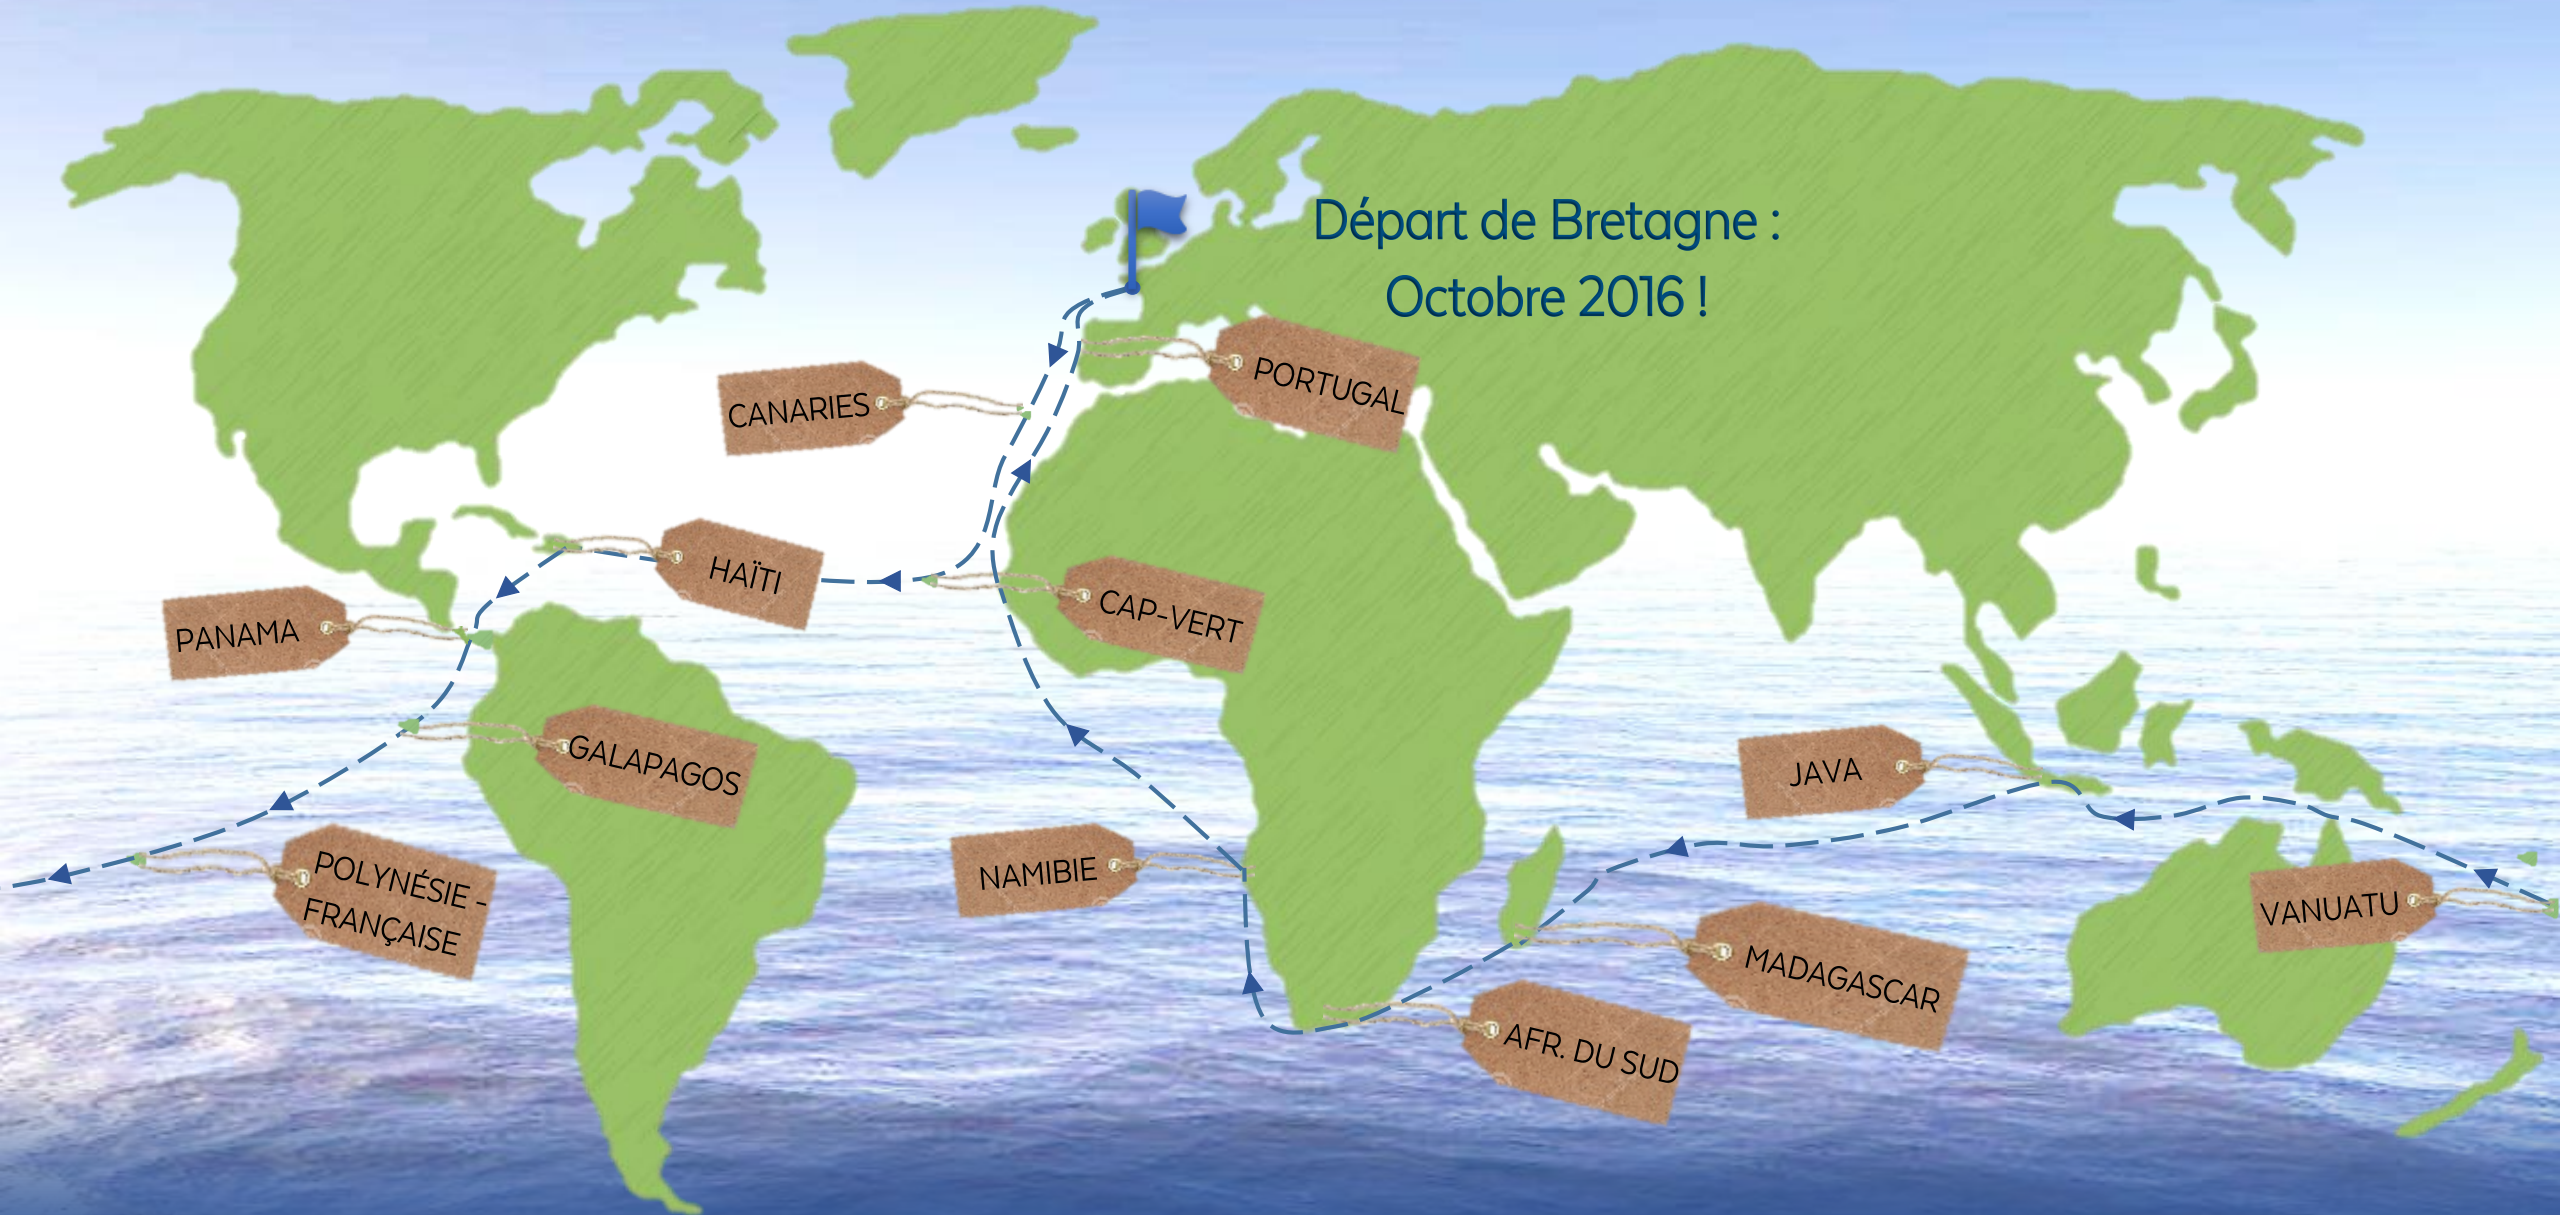 Départ de Bretagne :
Octobre 2016 !
PORTUGAL
CANARIES
HAÏTI
CAP-VERT
PANAMA
GALAPAGOS
JAVA
POLYNÉSIE -
FRANÇAISE
NAMIBIE
VANUATU
MADAGASCAR
AFR. DU SUD